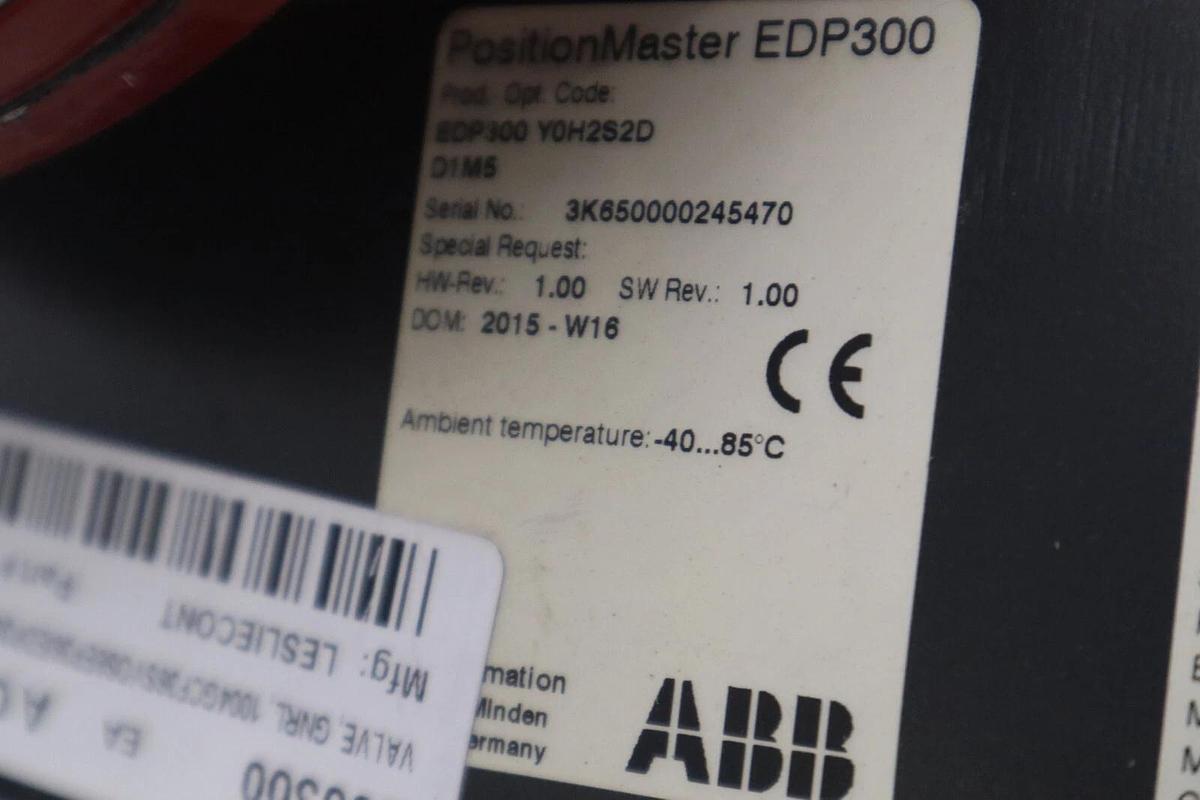 PositionMaster EDP300
Prod. Opt. Code:
EDP300 Y0H2S2D
D1M5
Serial No.: 3K650000245470
Special Request:
HW-Rev.: 1.00 SW Rev.: 1.00
DOM: 2015 - W16
CE
Ambient temperature: -40...85°C
mation
Minden
ermany
ABB
Mfg: LESLIECONT
VALVE, GNRL,
EA